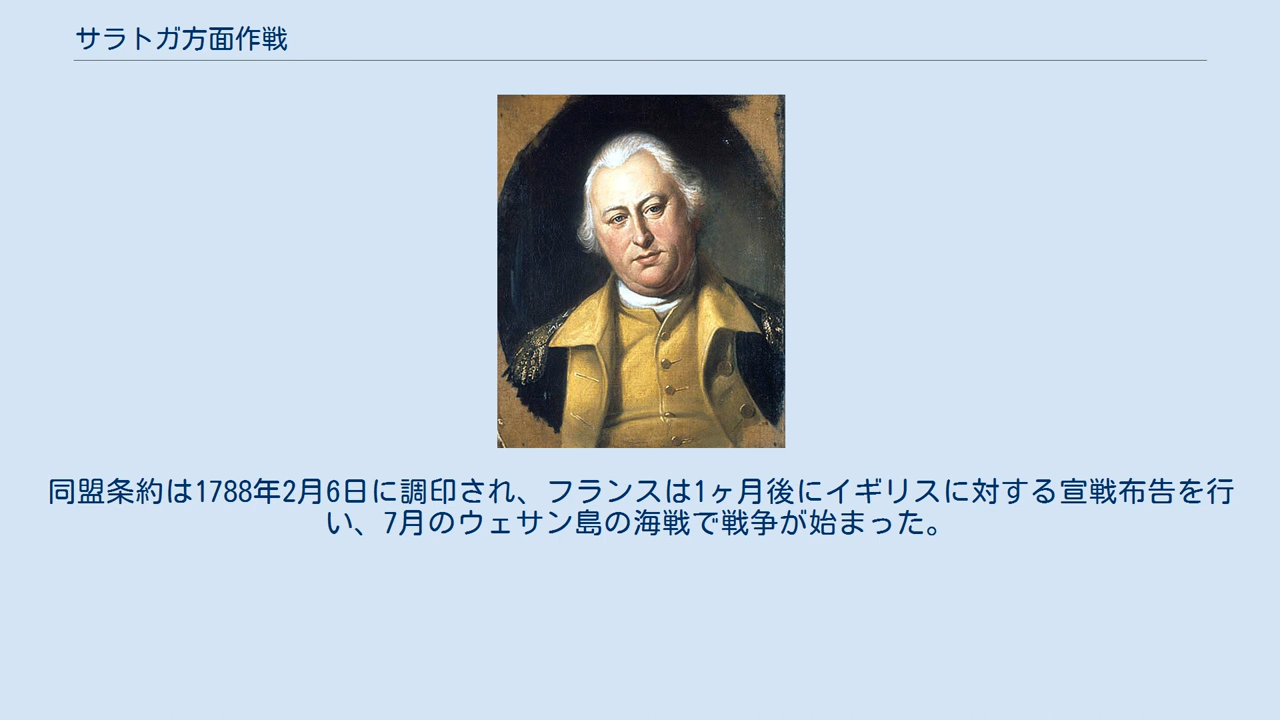 サラトガ方面作戦
同盟条約は1788年2月6日に調印され、フランスは1ヶ月後にイギリスに対する宣戦布告を行
い、7月のウェサン島の海戦で戦争が始まった。